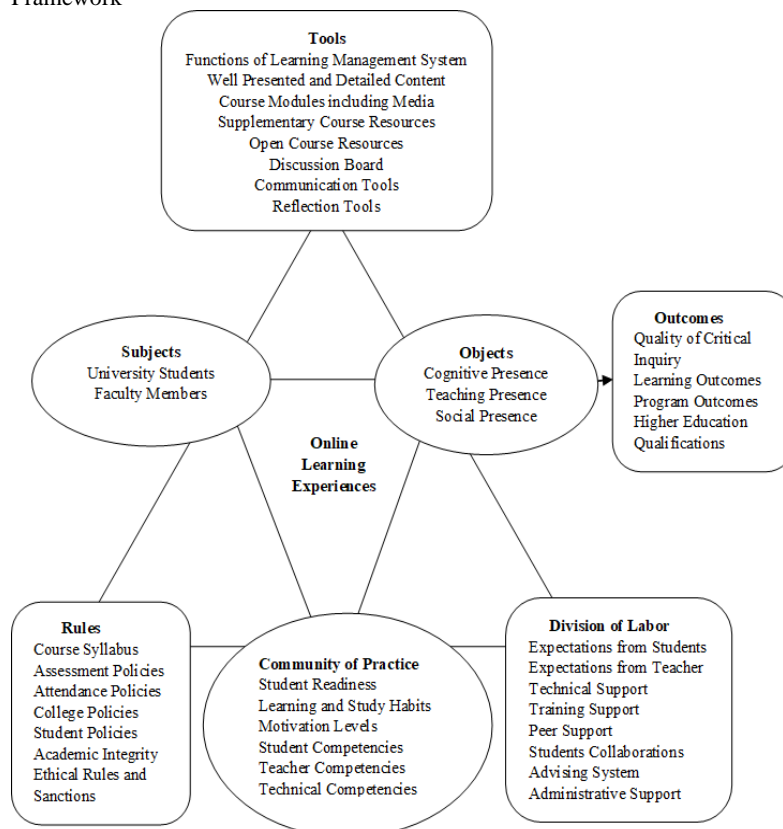 Framework
Tools
Functions of Learning Management System
Well Presented and Detailed Content
Course Modules including Media
Supplementary Course Resources
Open Course Resources
Discussion Board
Communication Tools
Reflection Tools
Subjects
University Students
Faculty Members
Objects
Cognitive Presence
Teaching Presence
Social Presence
Outcomes
Quality of Critical
Inquiry
Learning Outcomes
Program Outcomes
Higher Education
Qualifications
Online
Learning
Experiences
Rules
Course Syllabus
Assessment Policies
Attendance Policies
College Policies
Student Policies
Academic Integrity
Ethical Rules and
Sanctions
Community of Practice
Student Readiness
Learning and Study Habits
Motivation Levels
Student Competencies
Teacher Competencies
Technical Competencies
Division of Labor
Expectations from Students
Expectations from Teacher
Technical Support
Training Support
Peer Support
Students Collaborations
Advising System
Administrative Support